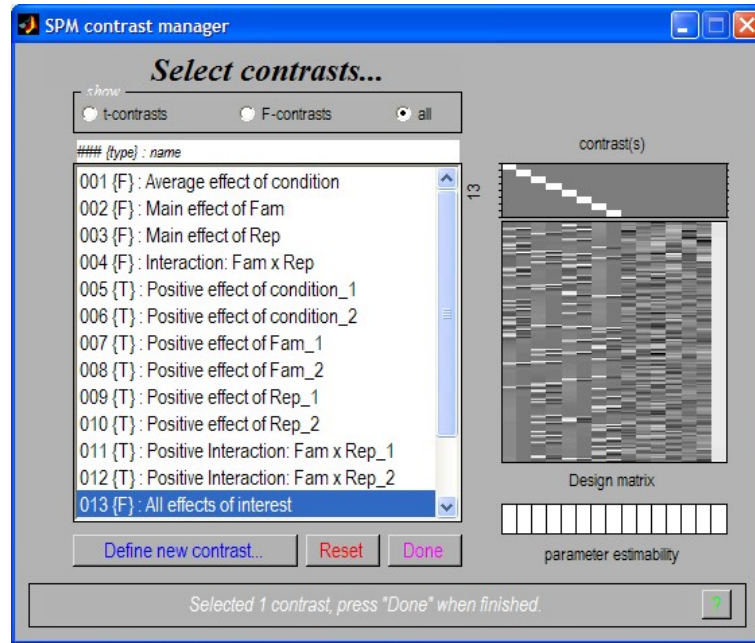 SPM contrast manager
Select contrasts...
show
t-contrasts F-contrasts all
### {type} : name
001 {F} : Average effect of condition
002 {F} : Main effect of Fam
003 {F} : Main effect of Rep
004 {F} : Interaction: Fam x Rep
005 {T} : Positive effect of condition_1
006 {T} : Positive effect of condition_2
007 {T} : Positive effect of Fam_1
008 {T} : Positive effect of Fam_2
009 {T} : Positive effect of Rep_1
010 {T} : Positive effect of Rep_2
011 {T} : Positive Interaction: Fam x Rep_1
012 {T} : Positive Interaction: Fam x Rep_2
013 {F} : All effects of interest
Define new contrast... Reset Done
contrast(s)
13
Design matrix
parameter estimability
Selected 1 contrast, press "Done" when finished.
?